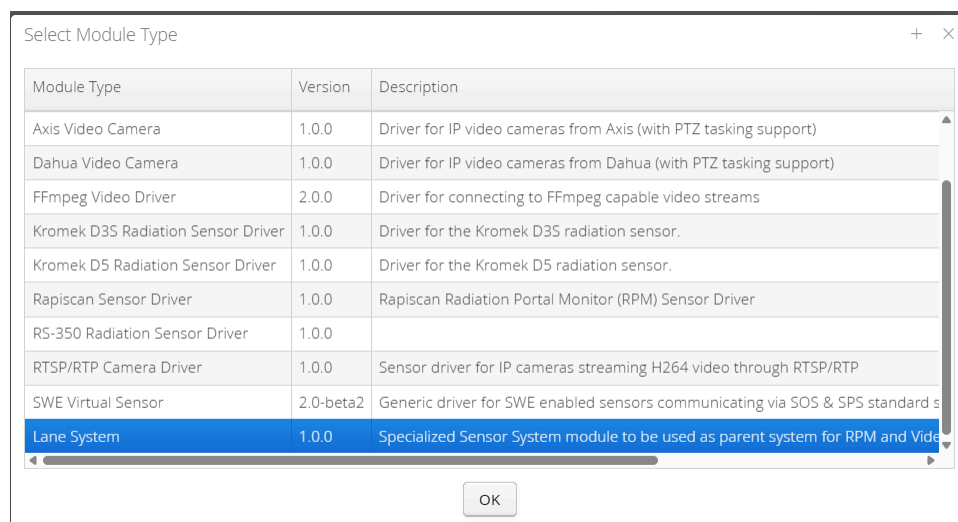 Select Module Type
Module Type Version Description
Axis Video Camera 1.0.0 Driver for IP video cameras from Axis (with PTZ tasking support)
Dahua Video Camera 1.0.0 Driver for IP video cameras from Dahua (with PTZ tasking support)
FFmpeg Video Driver 2.0.0 Driver for connecting to FFmpeg capable video streams
Kromek D3S Radiation Sensor Driver 1.0.0 Driver for the Kromek D3S radiation sensor.
Kromek D5 Radiation Sensor Driver 1.0.0 Driver for the Kromek D5 radiation sensor.
Rapiscan Sensor Driver 1.0.0 Rapiscan Radiation Portal Monitor (RPM) Sensor Driver
RS-350 Radiation Sensor Driver 1.0.0
RTSP/RTP Camera Driver 1.0.0 Sensor driver for IP cameras streaming H264 video through RTSP/RTP
SWE Virtual Sensor 2.0-beta2 Generic driver for SWE enabled sensors communicating via SOS & SPS standard s
Lane System 1.0.0 Specialized Sensor System module to be used as parent system for RPM and Vide
OK